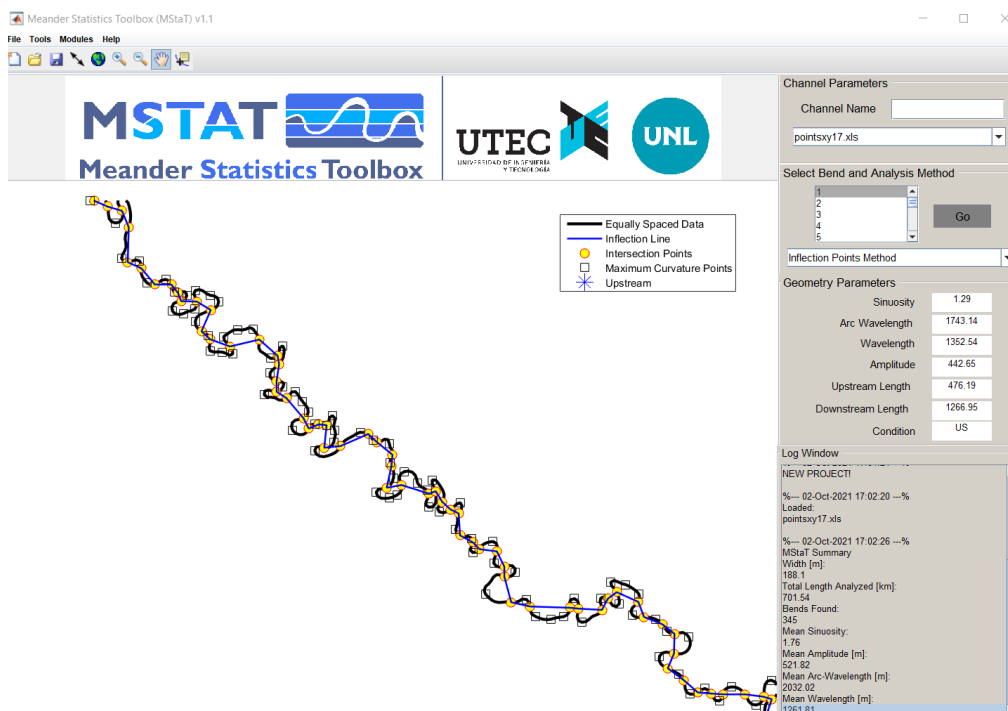 Meander Statistics Toolbox (MStaT) v1.1
File Tools Modules Help
MSTAT
Meander Statistics Toolbox
UTEC
UNIVERSIDAD DE INGENIERÍA
Y TECNOLOGÍA
UNL
Equally Spaced Data
Inflection Line
Intersection Points
Maximum Curvature Points
Upstream
Channel Parameters
Channel Name
pointsxy17.xls
Select Bend and Analysis Method
1
2
3
4
5
Go
Inflection Points Method
Geometry Parameters
Sinuosity 1.29
Arc Wavelength 1743.14
Wavelength 1352.54
Amplitude 442.65
Upstream Length 476.19
Downstream Length 1266.95
Condition US
Log Window
NEW PROJECT!
%--- 02-Oct-2021 17:02:20 ---%
Loaded:
pointsxy17.xls
%--- 02-Oct-2021 17:02:26 ---%
MStaT Summary
Width [m]:
188.1
Total Length Analyzed [km]:
701.54
Bends Found:
345
Mean Sinuosity:
1.76
Mean Amplitude [m]:
521.82
Mean Arc-Wavelength [m]:
2032.02
Mean Wavelength [m]:
1261.81